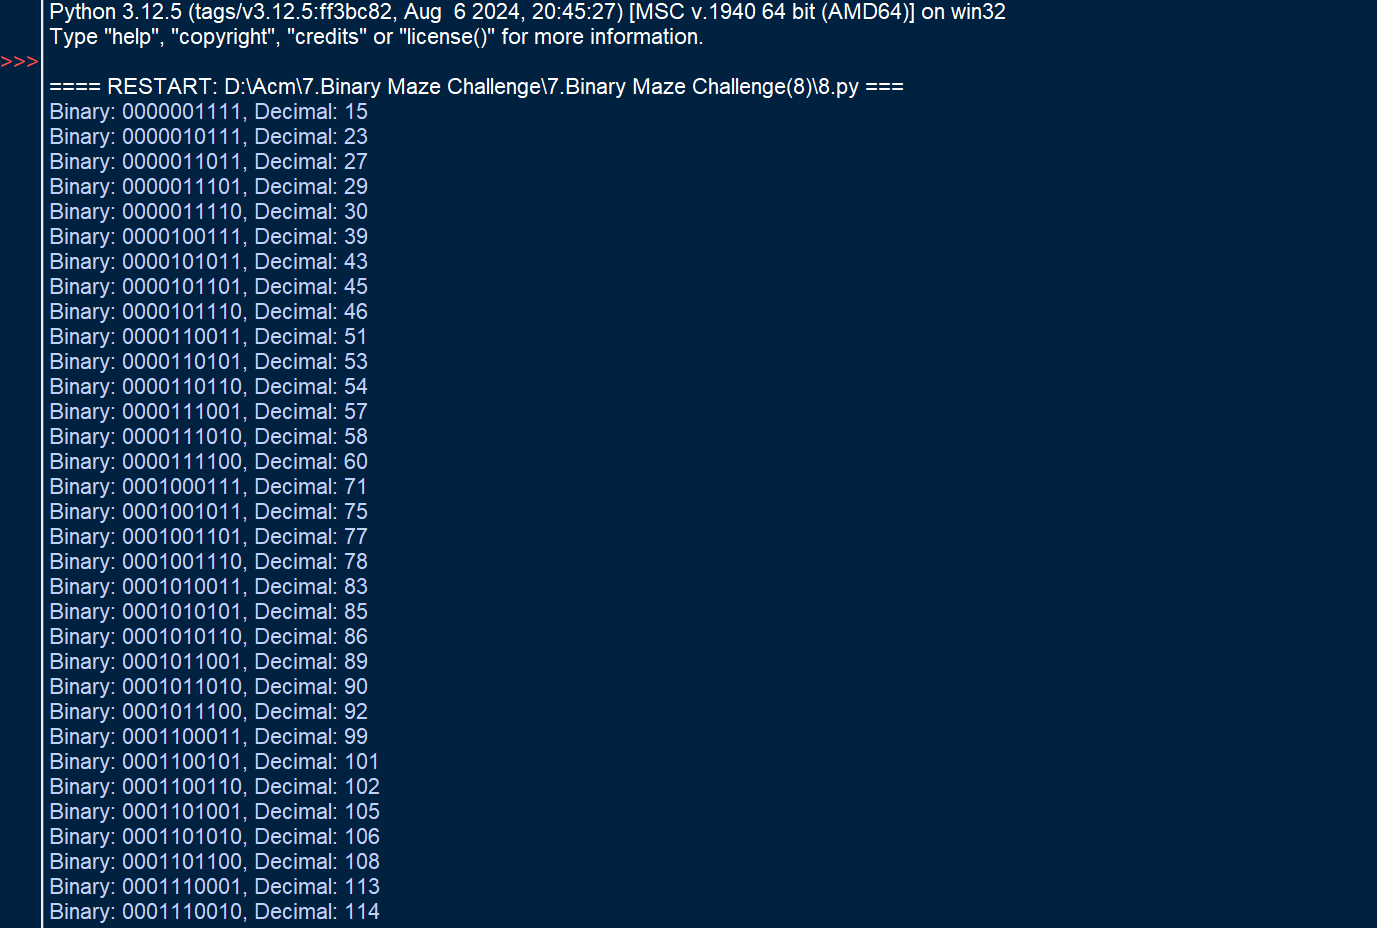 Python 3.12.5 (tags/v3.12.5:ff3bc82, Aug  6 2024, 20:45:27) [MSC v.1940 64 bit (AMD64)] on win32
Type "help", "copyright", "credits" or "license()" for more information.
>>>
==== RESTART: D:\Acm\7.Binary Maze Challenge\7.Binary Maze Challenge(8)\8.py ===
Binary: 0000001111, Decimal: 15
Binary: 0000010111, Decimal: 23
Binary: 0000011011, Decimal: 27
Binary: 0000011101, Decimal: 29
Binary: 0000011110, Decimal: 30
Binary: 0000100111, Decimal: 39
Binary: 0000101011, Decimal: 43
Binary: 0000101101, Decimal: 45
Binary: 0000101110, Decimal: 46
Binary: 0000110011, Decimal: 51
Binary: 0000110101, Decimal: 53
Binary: 0000110110, Decimal: 54
Binary: 0000111001, Decimal: 57
Binary: 0000111010, Decimal: 58
Binary: 0000111100, Decimal: 60
Binary: 0001000111, Decimal: 71
Binary: 0001001011, Decimal: 75
Binary: 0001001101, Decimal: 77
Binary: 0001001110, Decimal: 78
Binary: 0001010011, Decimal: 83
Binary: 0001010101, Decimal: 85
Binary: 0001010110, Decimal: 86
Binary: 0001011001, Decimal: 89
Binary: 0001011010, Decimal: 90
Binary: 0001011100, Decimal: 92
Binary: 0001100011, Decimal: 99
Binary: 0001100101, Decimal: 101
Binary: 0001100110, Decimal: 102
Binary: 0001101001, Decimal: 105
Binary: 0001101010, Decimal: 106
Binary: 0001101100, Decimal: 108
Binary: 0001110001, Decimal: 113
Binary: 0001110010, Decimal: 114